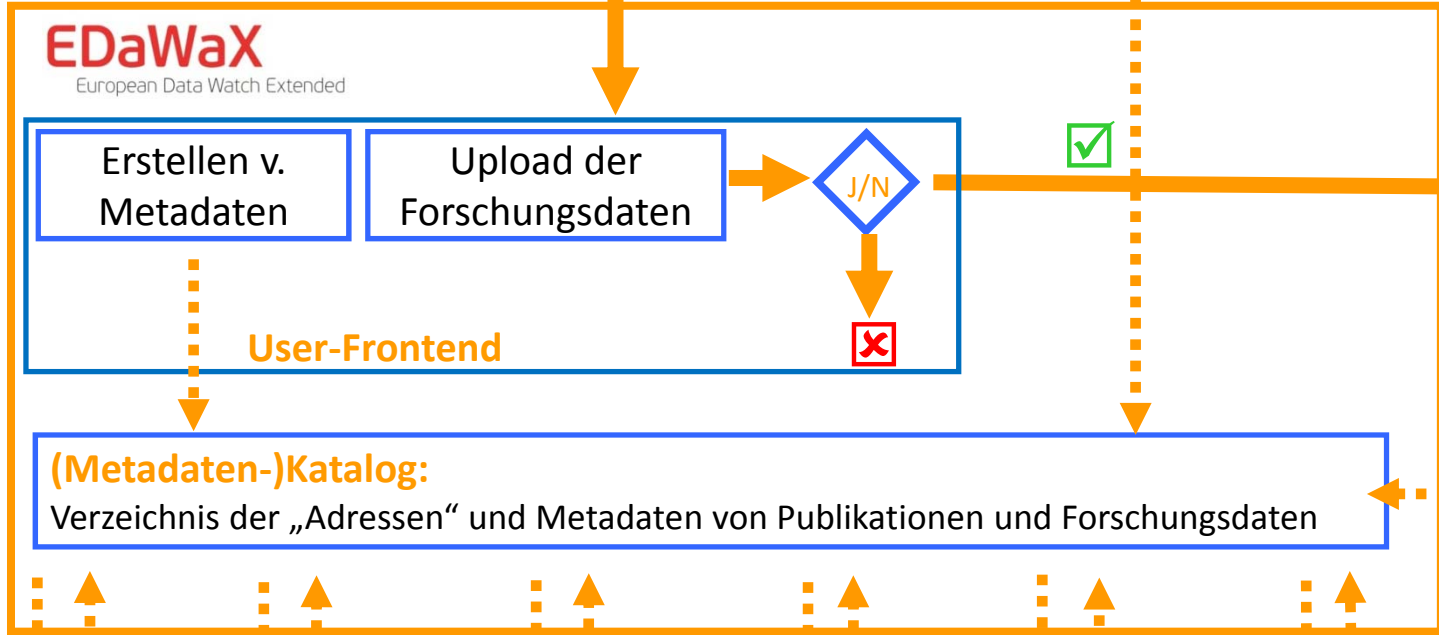 EDaWaX
European Data Watch Extended
Erstellen v.
Metadaten
Upload der
Forschungsdaten
J/N
User-Frontend
(Metadaten-)Katalog:
Verzeichnis der „Adressen“ und Metadaten von Publikationen und Forschungsdaten